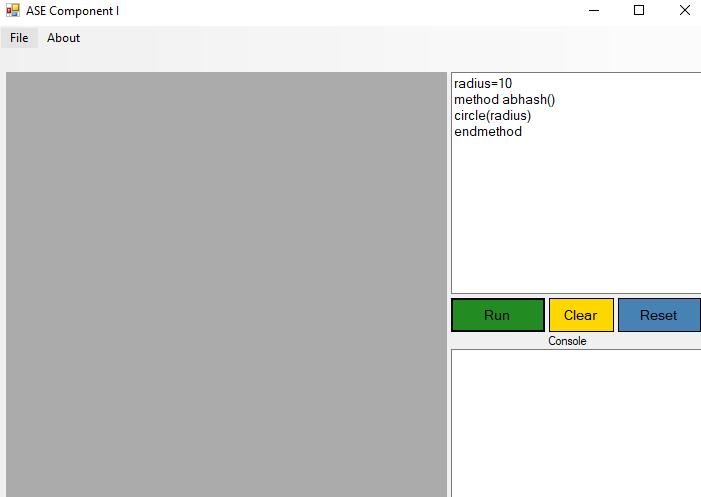 ASE Component I
File About
radius=10
method abhash()
circle(radius)
endmethod
Run Clear Reset
Console